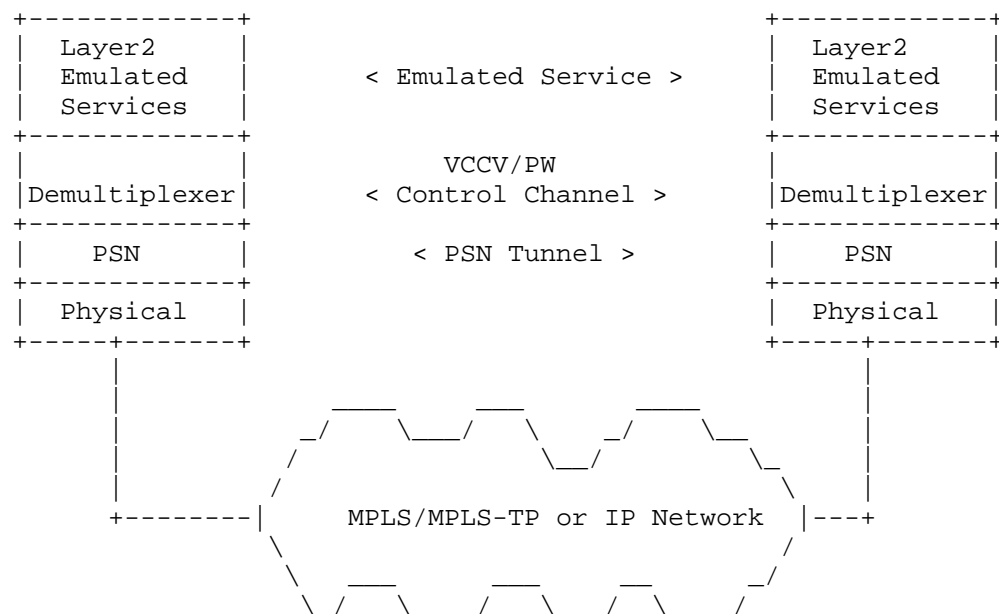 Layer2 Layer2
Emulated < Emulated Service > Emulated
Services Services
VCCV/PW
Demultiplexer < Control Channel > Demultiplexer
PSN < PSN Tunnel > PSN
Physical Physical
MPLS/MPLS-TP or IP Network